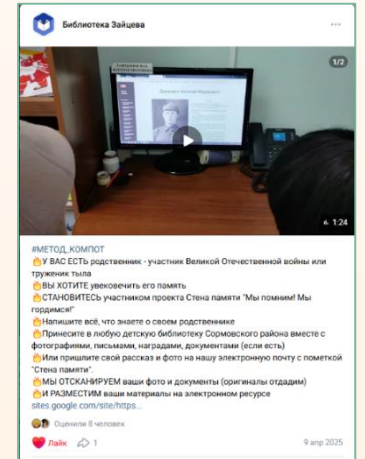 Библиотека Зайцева
1/2
1:24
#МЕТОД_КОМПОТ
🔥У ВАС ЕСТЬ родственник - участник Великой Отечественной войны или
труженик тыла
🔥ВЫ ХОТИТЕ увековечить его память
🔥СТАНОВИТЕСЬ участником проекта Стена памяти "Мы помним! Мы
гордимся!"
🔥Напишите всё, что знаете о своем родственнике
🔥Принесите в любую детскую библиотеку Сормовского района вместе с
фотографиями, письмами, наградами, документами (если есть)
🔥Или пришлите свой рассказ и фото на нашу электронную почту с пометкой
"Стена памяти".
🔥МЫ ОТСКАНИРУЕМ ваши фото и документы (оригиналы отдадим)
🔥И РАЗМЕСТИМ ваши материалы на электронном ресурсе
sites.google.com/site/https...
Оценили 8 человек
Лайк 1
9 апр 2025